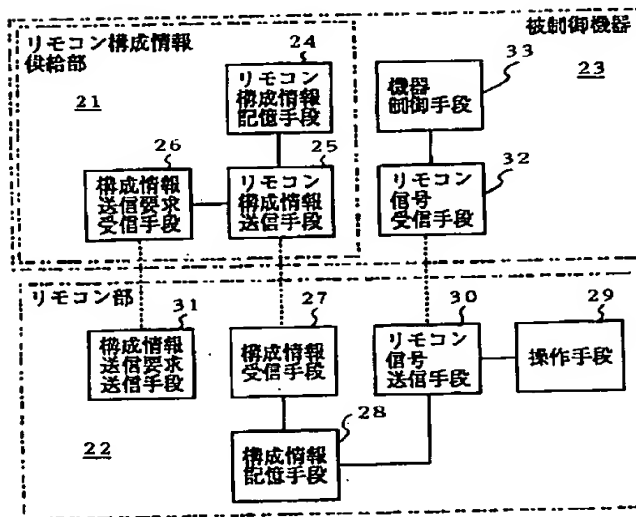 リモコン構成情報
供給部
21
24
リモコン
構成情報
記憶手段
被制御機器
23
33
機器
制御手段
26
構成情報
送信要求
受信手段
25
リモコン
構成情報
送信手段
32
リモコン
信号
受信手段
リモコン部
31
構成情報
送信要求
送信手段
27
構成情報
受信手段
30
リモコン
信号
送信手段
29
操作手段
22
28
構成情報
記憶手段